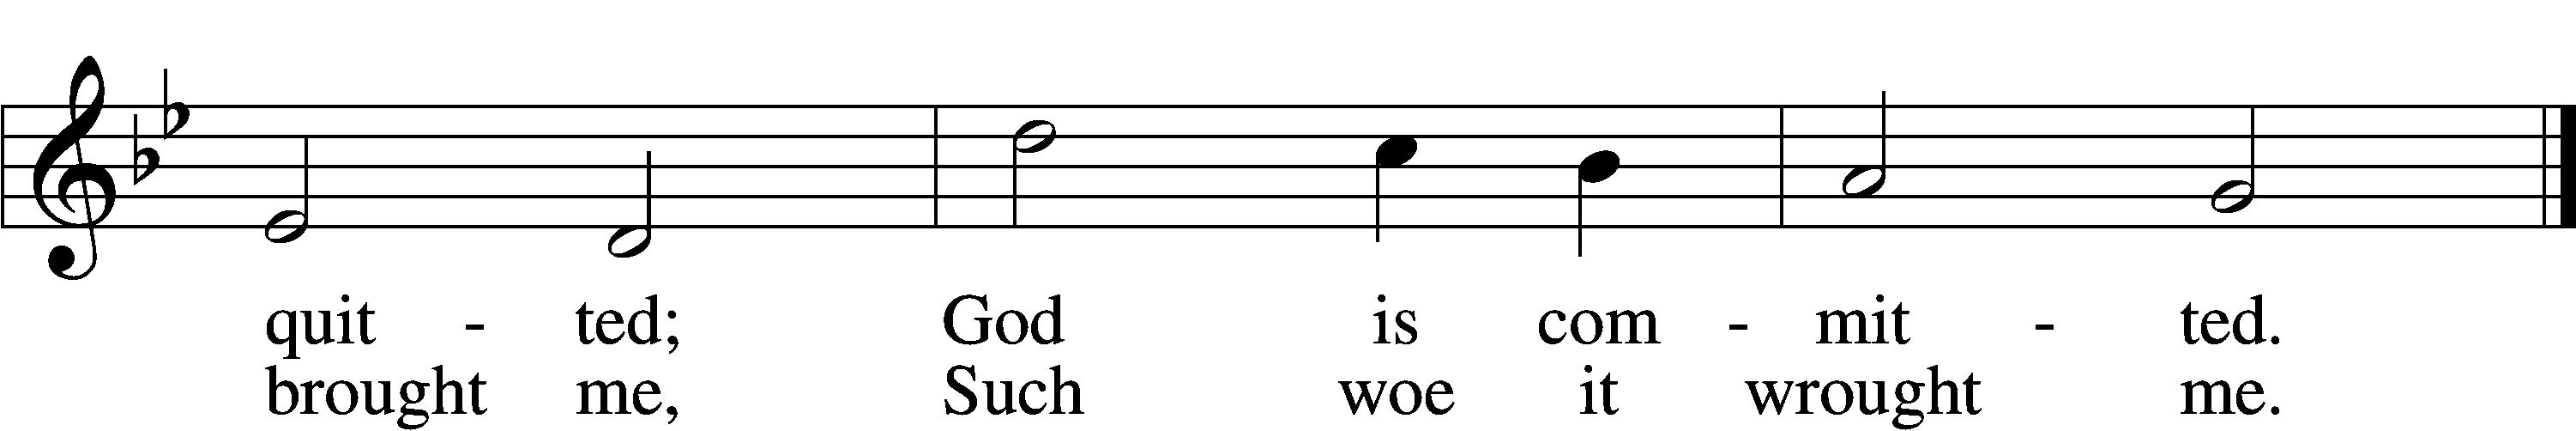 quit - ted; God is com - mit - ted.
brought me, Such woe it wrought me.